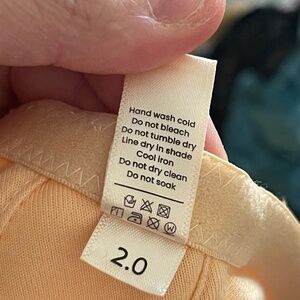 Hand wash cold
Do not bleach
Do not tumble dry
Line dry in shade
Cool iron
Do not dry clean
Do not soak
2.0